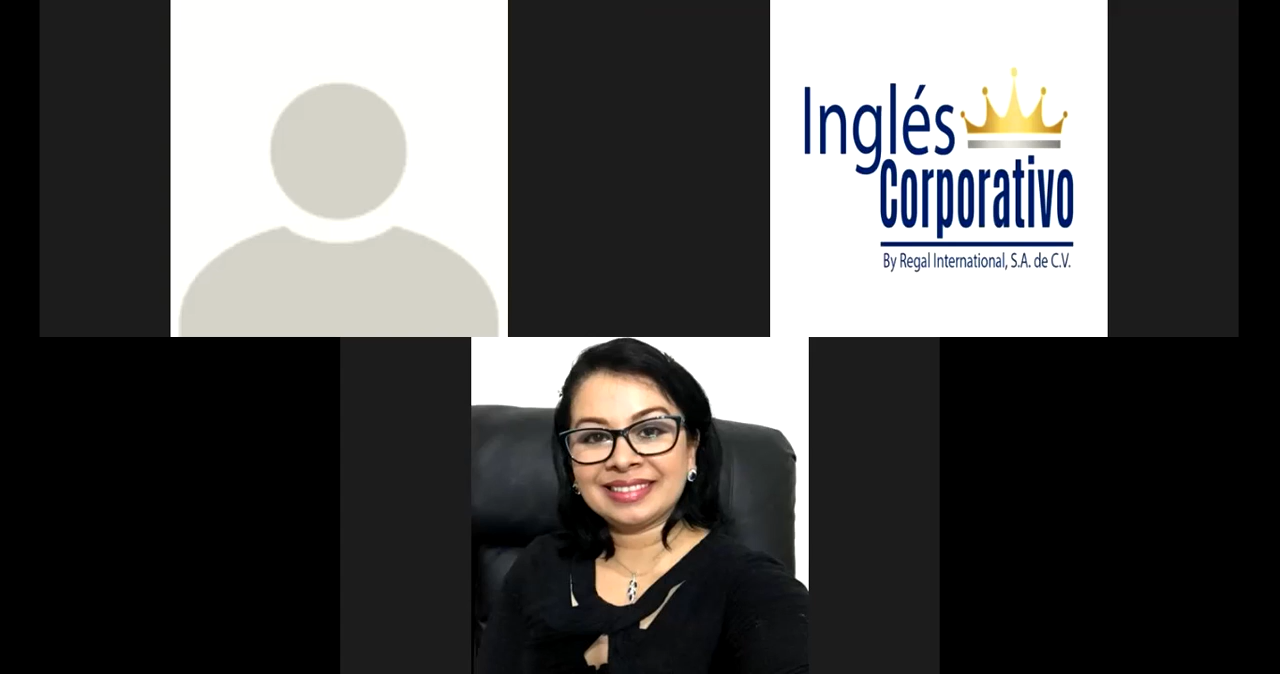 Inglés
Corporativo
By Regal International, S.A. de C.V.